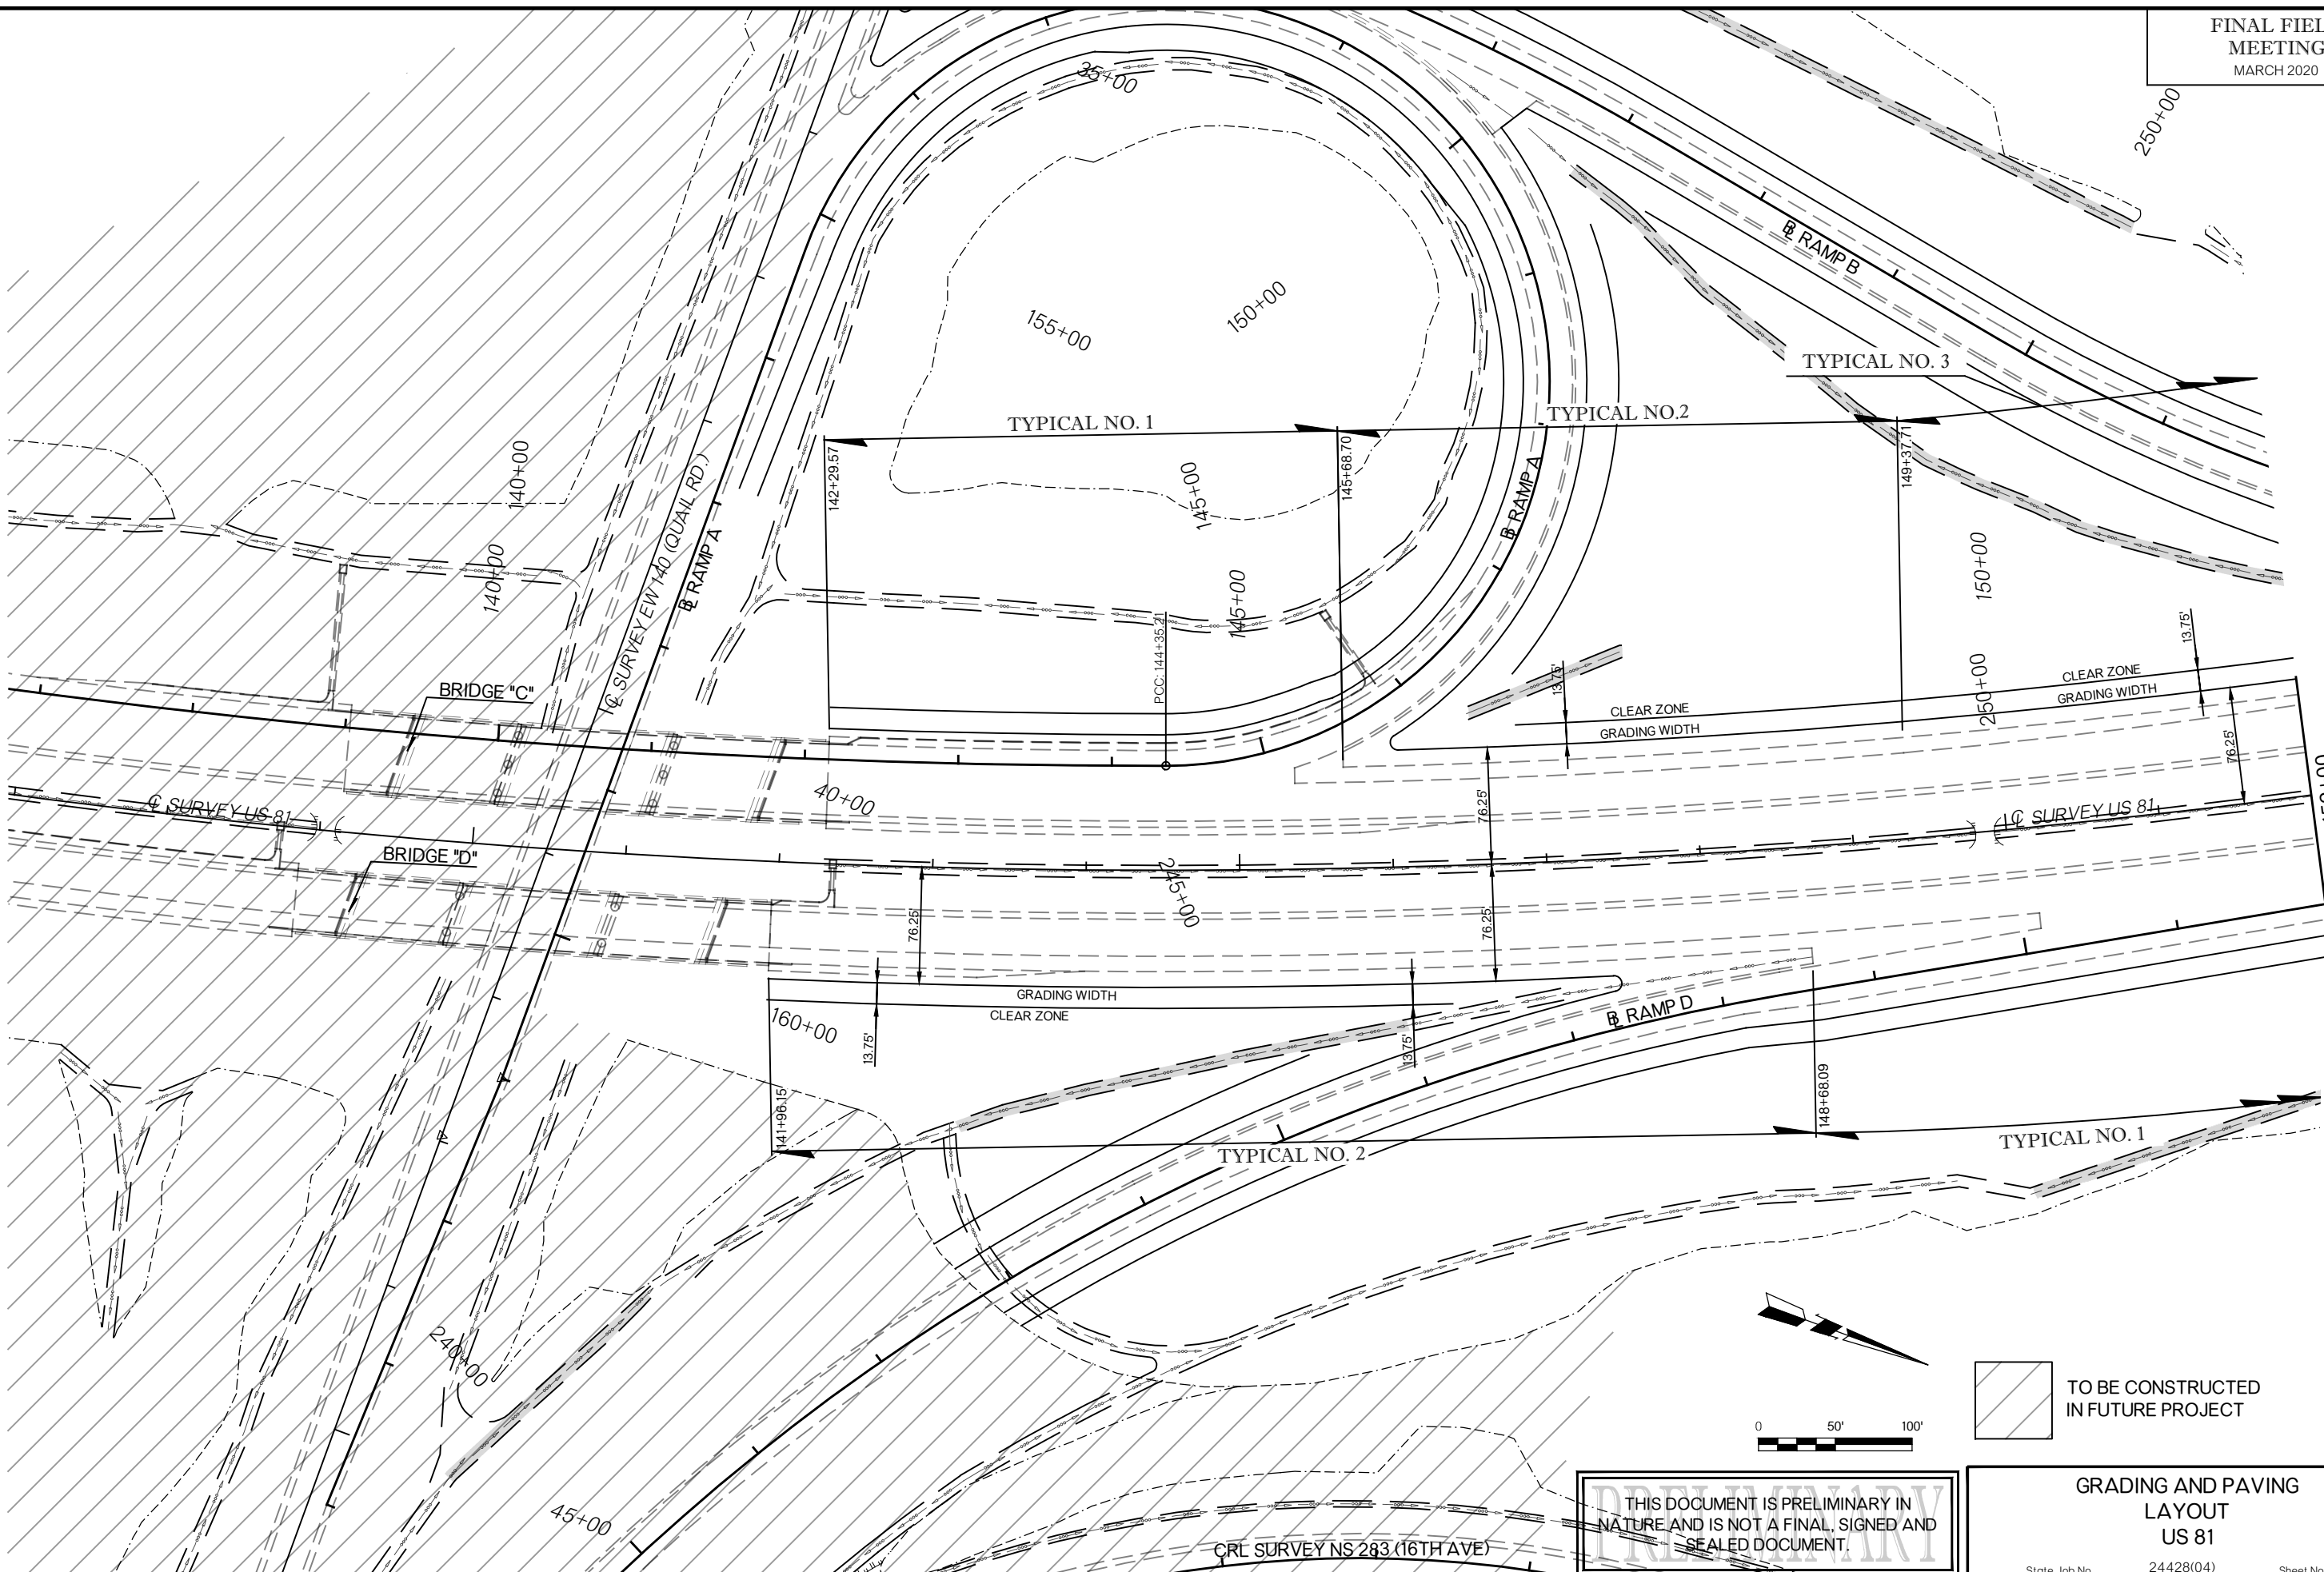 FINAL FIEL
MEETING
MARCH 2020
250+00
35+00
℄ RAMP B
155+00
150+00
TYPICAL NO. 3
TYPICAL NO. 1
TYPICAL NO.2
142+29.57
145+68.70
149+37.71
140+00
145+00
140+00
145+00
150+00
250+00
℄ SURVEY EW 140 (QUAIL RD.)
BL RAMP A
BL RAMP A
PCC: 144+35.21
13.75'
13.75'
CLEAR ZONE
GRADING WIDTH
CLEAR ZONE
GRADING WIDTH
BRIDGE "C"
76.25'
76.25'
40+00
℄ SURVEY US 81
℄ SURVEY US 81
BRIDGE "D"
245+00
76.25'
76.25'
GRADING WIDTH
CLEAR ZONE
160+00
13.75'
13.75'
BL RAMP D
141+96.15
148+68.09
TYPICAL NO. 2
TYPICAL NO. 1
240+00
45+00
0 50' 100'
TO BE CONSTRUCTED
IN FUTURE PROJECT
CRL SURVEY NS 283 (16TH AVE)
PRELIMINARY
THIS DOCUMENT IS PRELIMINARY IN
NATURE AND IS NOT A FINAL, SIGNED AND
SEALED DOCUMENT.
GRADING AND PAVING
LAYOUT
US 81
State Job No. 24428(04) Sheet No